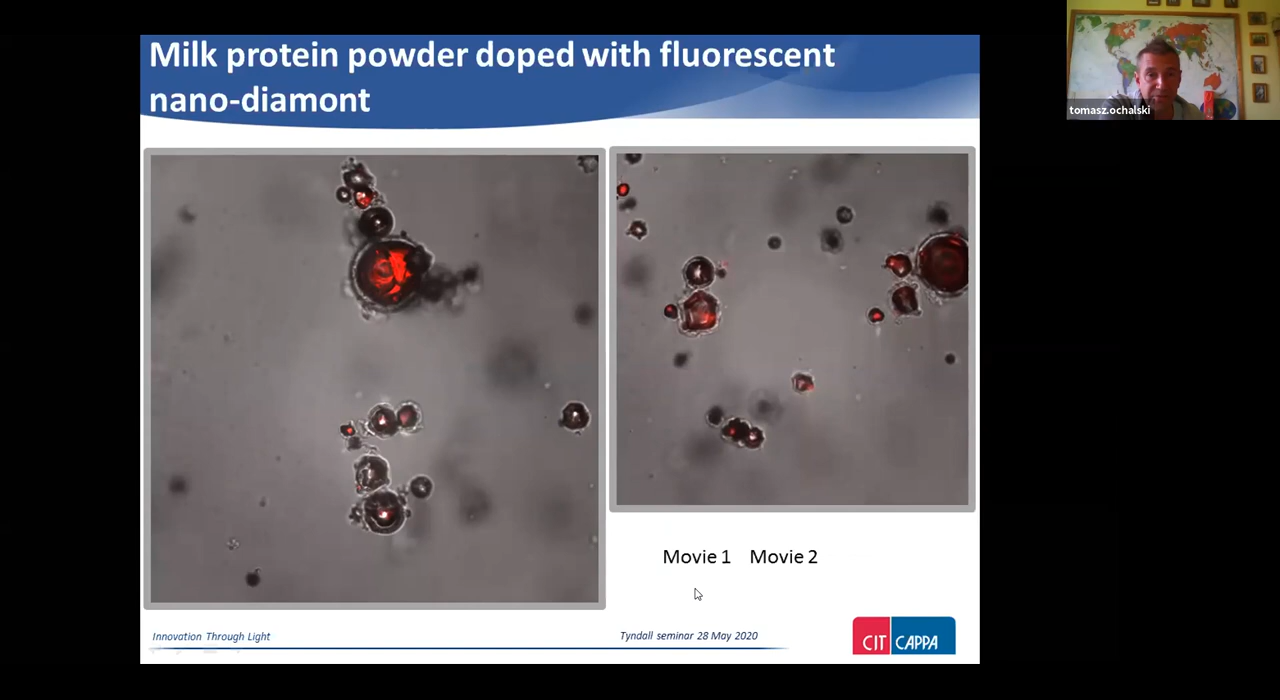 Milk protein powder doped with fluorescent
nano-diamont
tomasz.ochalski
Movie 1 Movie 2
Innovation Through Light
Tyndall seminar 28 May 2020
CIT CAPPA